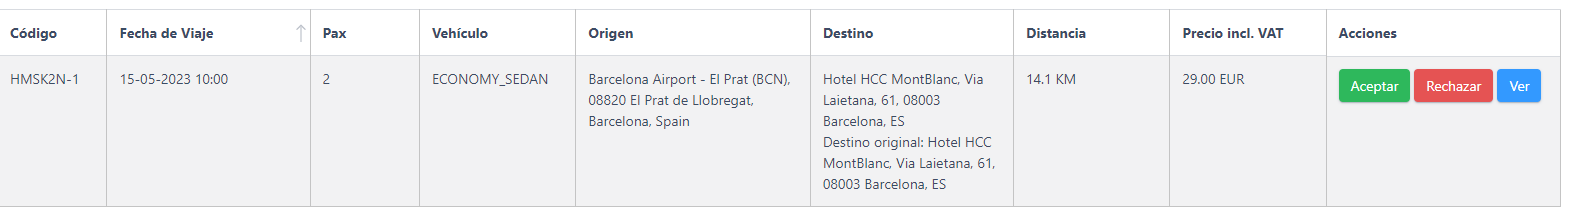 Código
Fecha de Viaje
Pax
Vehículo
Origen
Destino
Distancia
Precio incl. VAT
Acciones
HMSK2N-1
15-05-2023 10:00
2
ECONOMY_SEDAN
Barcelona Airport - El Prat (BCN),
08820 El Prat de Llobregat,
Barcelona, Spain
Hotel HCC MontBlanc, Via
Laietana, 61, 08003
Barcelona, ES
Destino original: Hotel HCC
MontBlanc, Via Laietana, 61,
08003 Barcelona, ES
14.1 KM
29.00 EUR
Aceptar
Rechazar
Ver